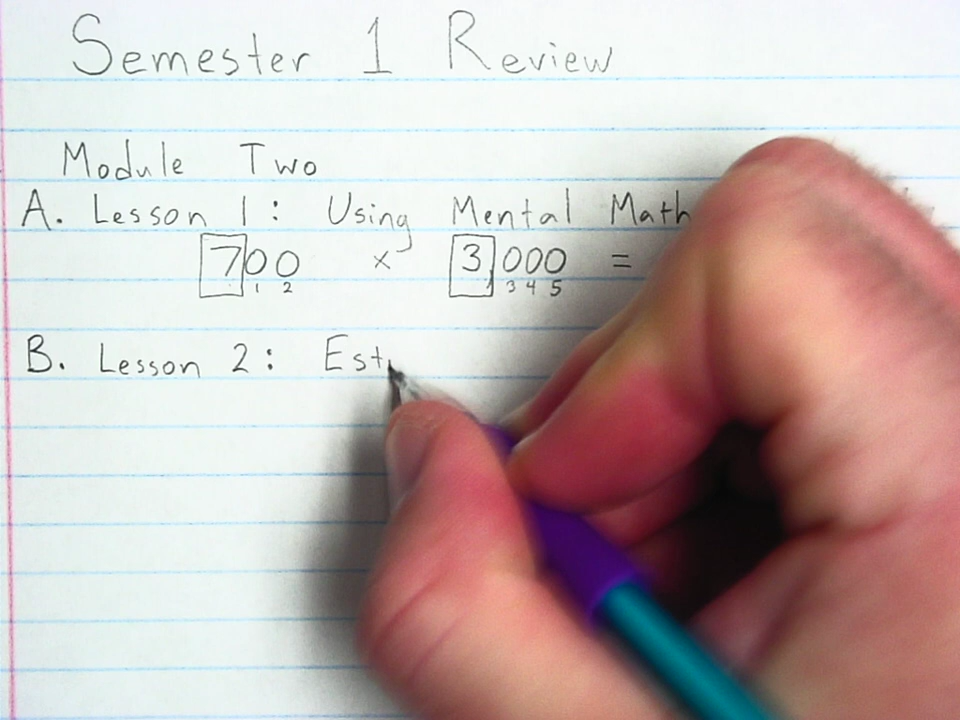 Semester 1 Review
Module Two
A. Lesson 1: Using Mental Math
700 × 3,000 =
1 2 3 4 5
B. Lesson 2: Est